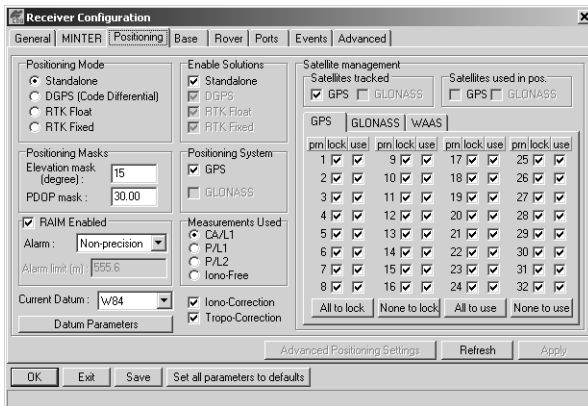 Receiver Configuration
General MINTER Positioning Base Rover Ports Events Advanced
Positioning Mode
Standalone
DGPS (Code Differential)
RTK Float
RTK Fixed
Enable Solutions
Standalone
DGPS
RTK Float
RTK Fixed
Satellite management
Satellites tracked
GPS GLONASS
Satellites used in pos.
GPS GLONASS
Positioning Masks
Elevation mask (degree) : 15
PDOP mask : 30.00
Positioning System
GPS
GLONASS
GPS GLONASS WAAS
prn lock use prn lock use prn lock use prn lock use
1 9 17 25
2 10 18 26
3 11 19 27
4 12 20 28
5 13 21 29
6 14 22 30
7 15 23 31
8 16 24 32
All to lock None to lock All to use None to use
RAIM Enabled
Alarm : Non-precision
Alarm limit (m) : 555.6
Measurements Used
CA/L1
P/L1
P/L2
Iono-Free
Current Datum : W84
Datum Parameters
Iono-Correction
Tropo-Correction
Advanced Positioning Settings Refresh Apply
OK Exit Save Set all parameters to defaults